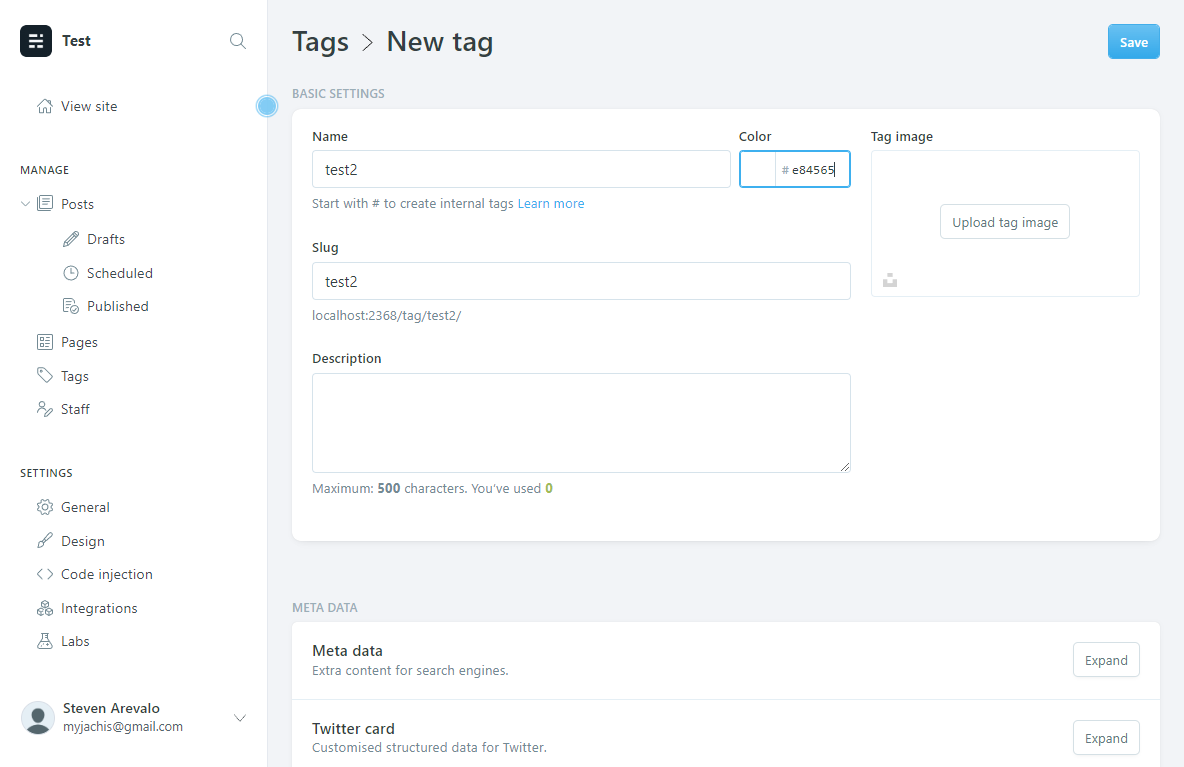 Test
View site
MANAGE
Posts
Drafts
Scheduled
Published
Pages
Tags
Staff
SETTINGS
General
Design
Code injection
Integrations
Labs
Steven Arevalo
myjachis@gmail.com
Tags > New tag
Save
BASIC SETTINGS
Name
test2
Start with # to create internal tags Learn more
Color
# e84565
Tag image
Upload tag image
Slug
test2
localhost:2368/tag/test2/
Description
Maximum: 500 characters. You’ve used 0
META DATA
Meta data
Extra content for search engines.
Expand
Twitter card
Customised structured data for Twitter.
Expand